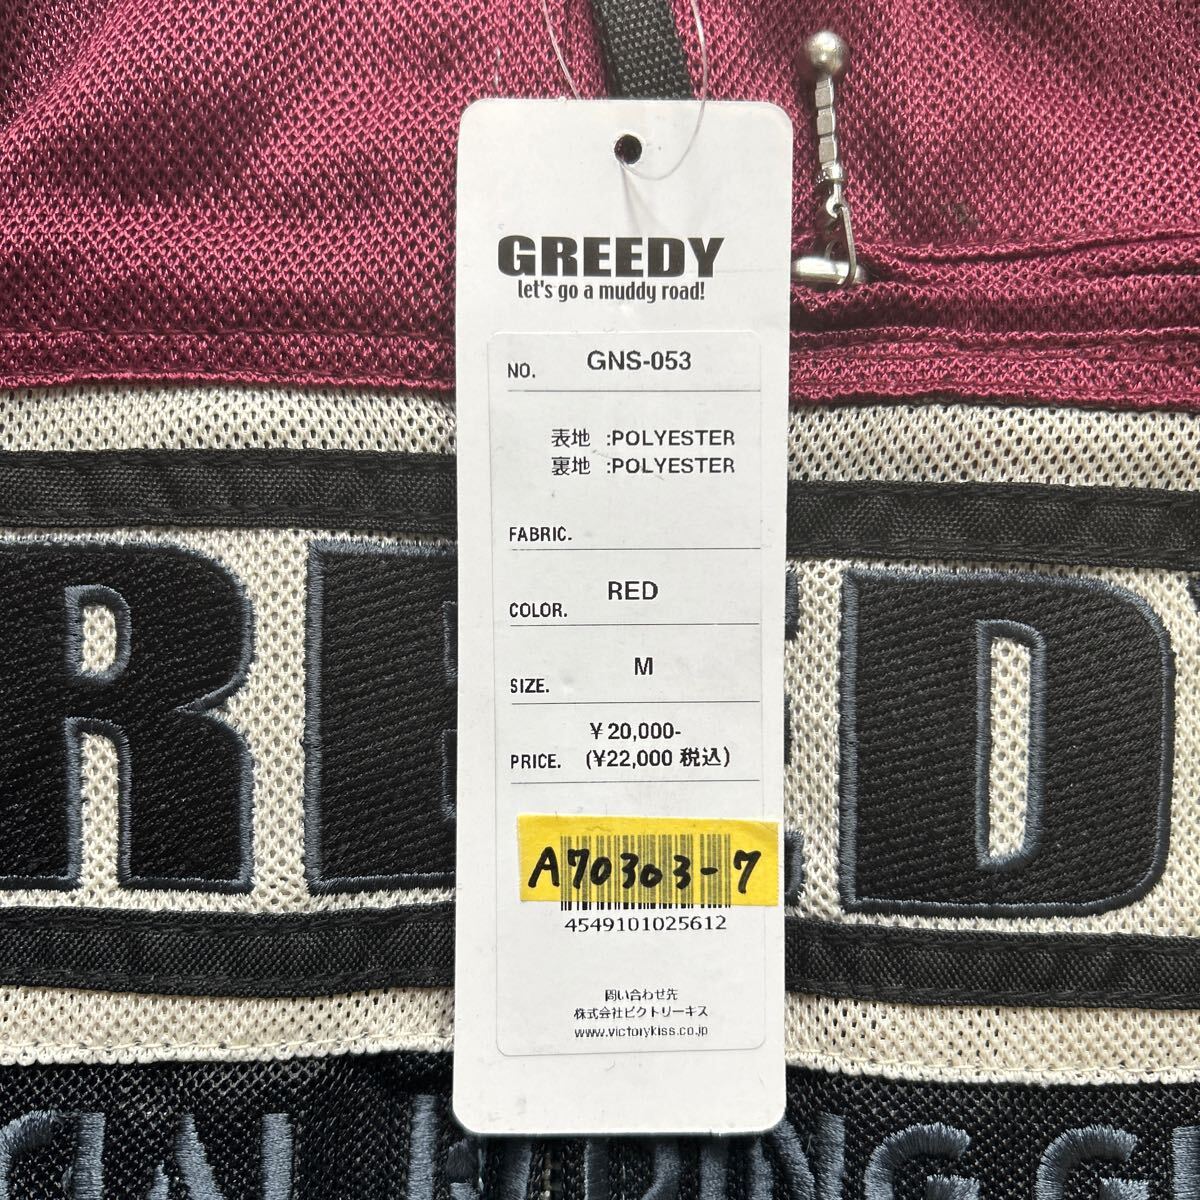 GREEDY
let's go a muddy road!
NO. GNS-053
表地 :POLYESTER
裏地 :POLYESTER
FABRIC.
COLOR. RED
SIZE. M
¥20,000-
PRICE. (¥22,000 税込)
A70303-7
4549101025612
問い合わせ先
株式会社ビクトリーキス
www.victorykiss.co.jp